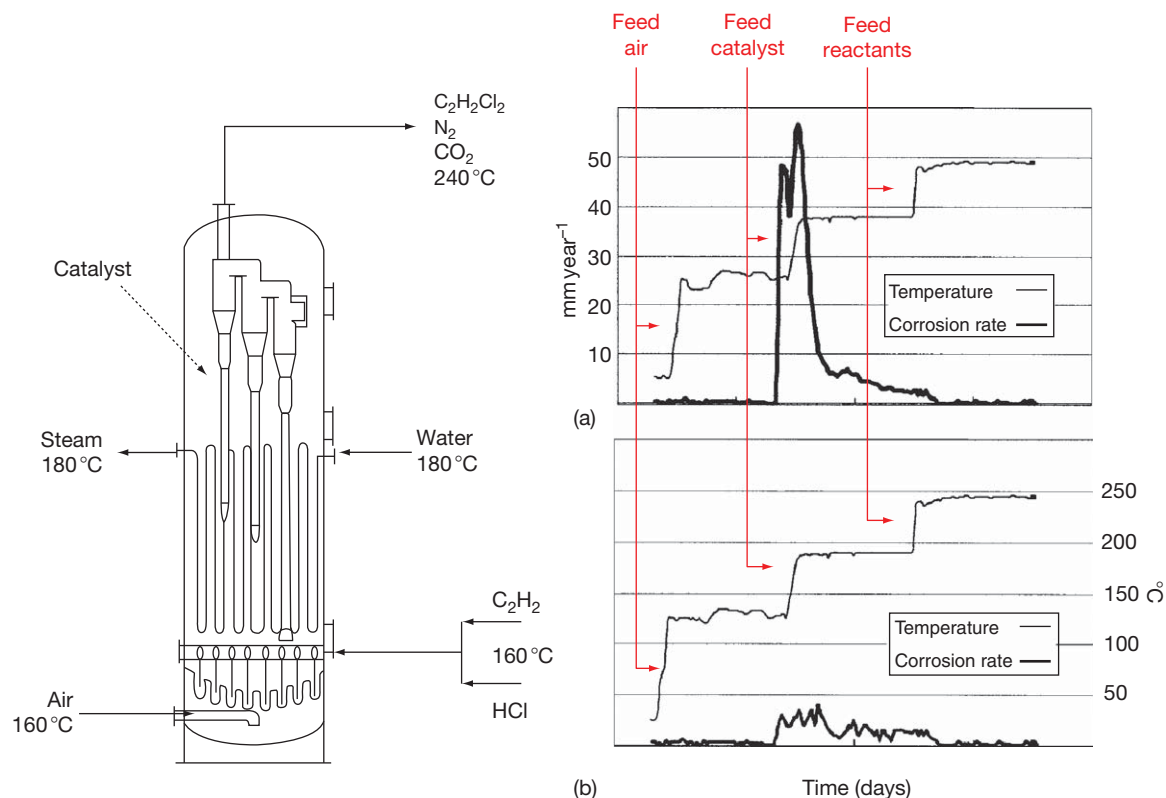 C₂H₂Cl₂
N₂
CO₂
240 °C
Catalyst
Steam
180 °C
Water
180 °C
C₂H₂
160 °C
HCl
Air
160 °C
Feed
air
Feed
catalyst
Feed
reactants
50
40
30
20
10
mm year⁻¹
Temperature
Corrosion rate
(a)
250
200
150
100
50
°C
Temperature
Corrosion rate
(b)
Time (days)